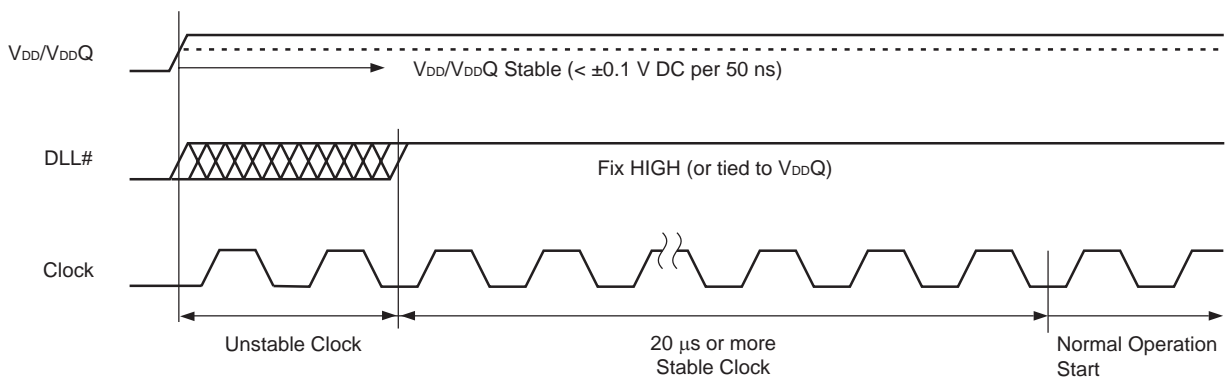 VDD/VDDQ
VDD/VDDQ Stable (< ±0.1 V DC per 50 ns)
DLL#
Fix HIGH (or tied to VDDQ)
Clock
Unstable Clock
20 μs or more
Stable Clock
Normal Operation
Start